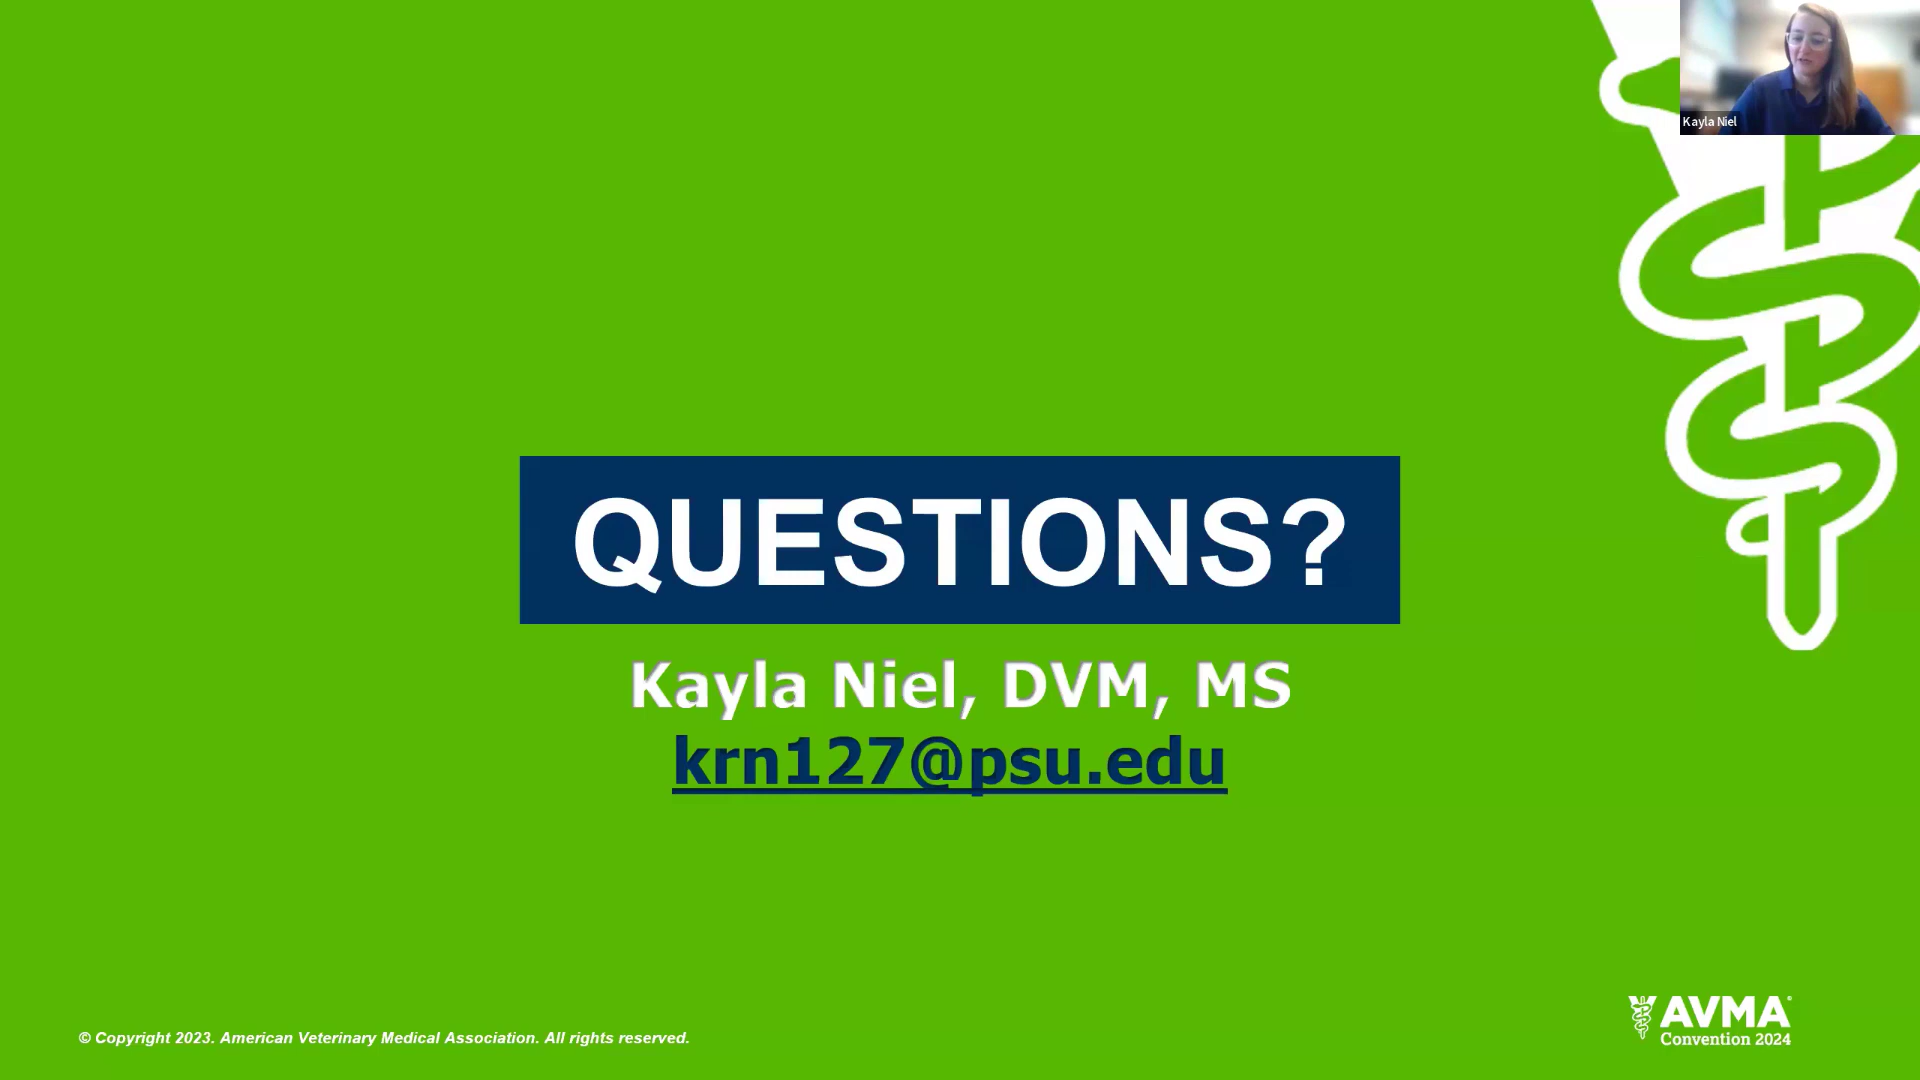 Kayla Niel
QUESTIONS?
Kayla Niel, DVM, MS
krn127@psu.edu
© Copyright 2023. American Veterinary Medical Association. All rights reserved.
AVMA®
Convention 2024